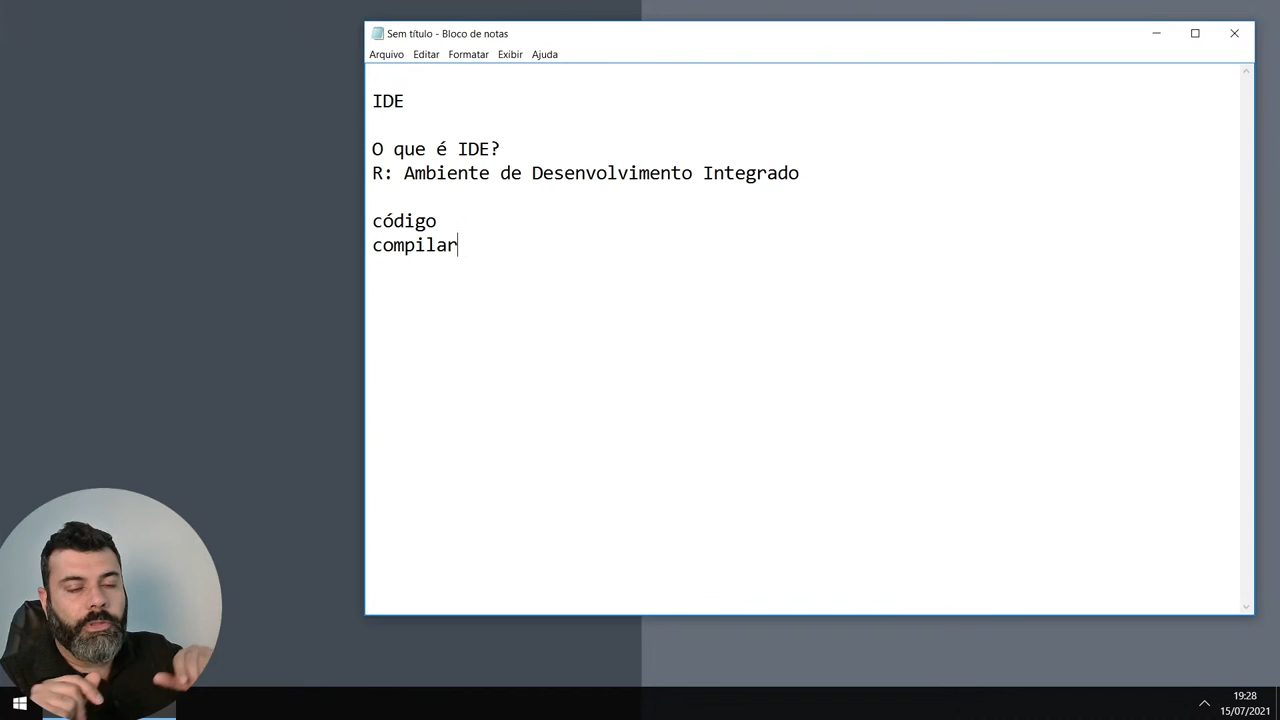 Sem título - Bloco de notas
Arquivo Editar Formatar Exibir Ajuda
IDE
O que é IDE?
R: Ambiente de Desenvolvimento Integrado
código
compilar
19:28
15/07/2021